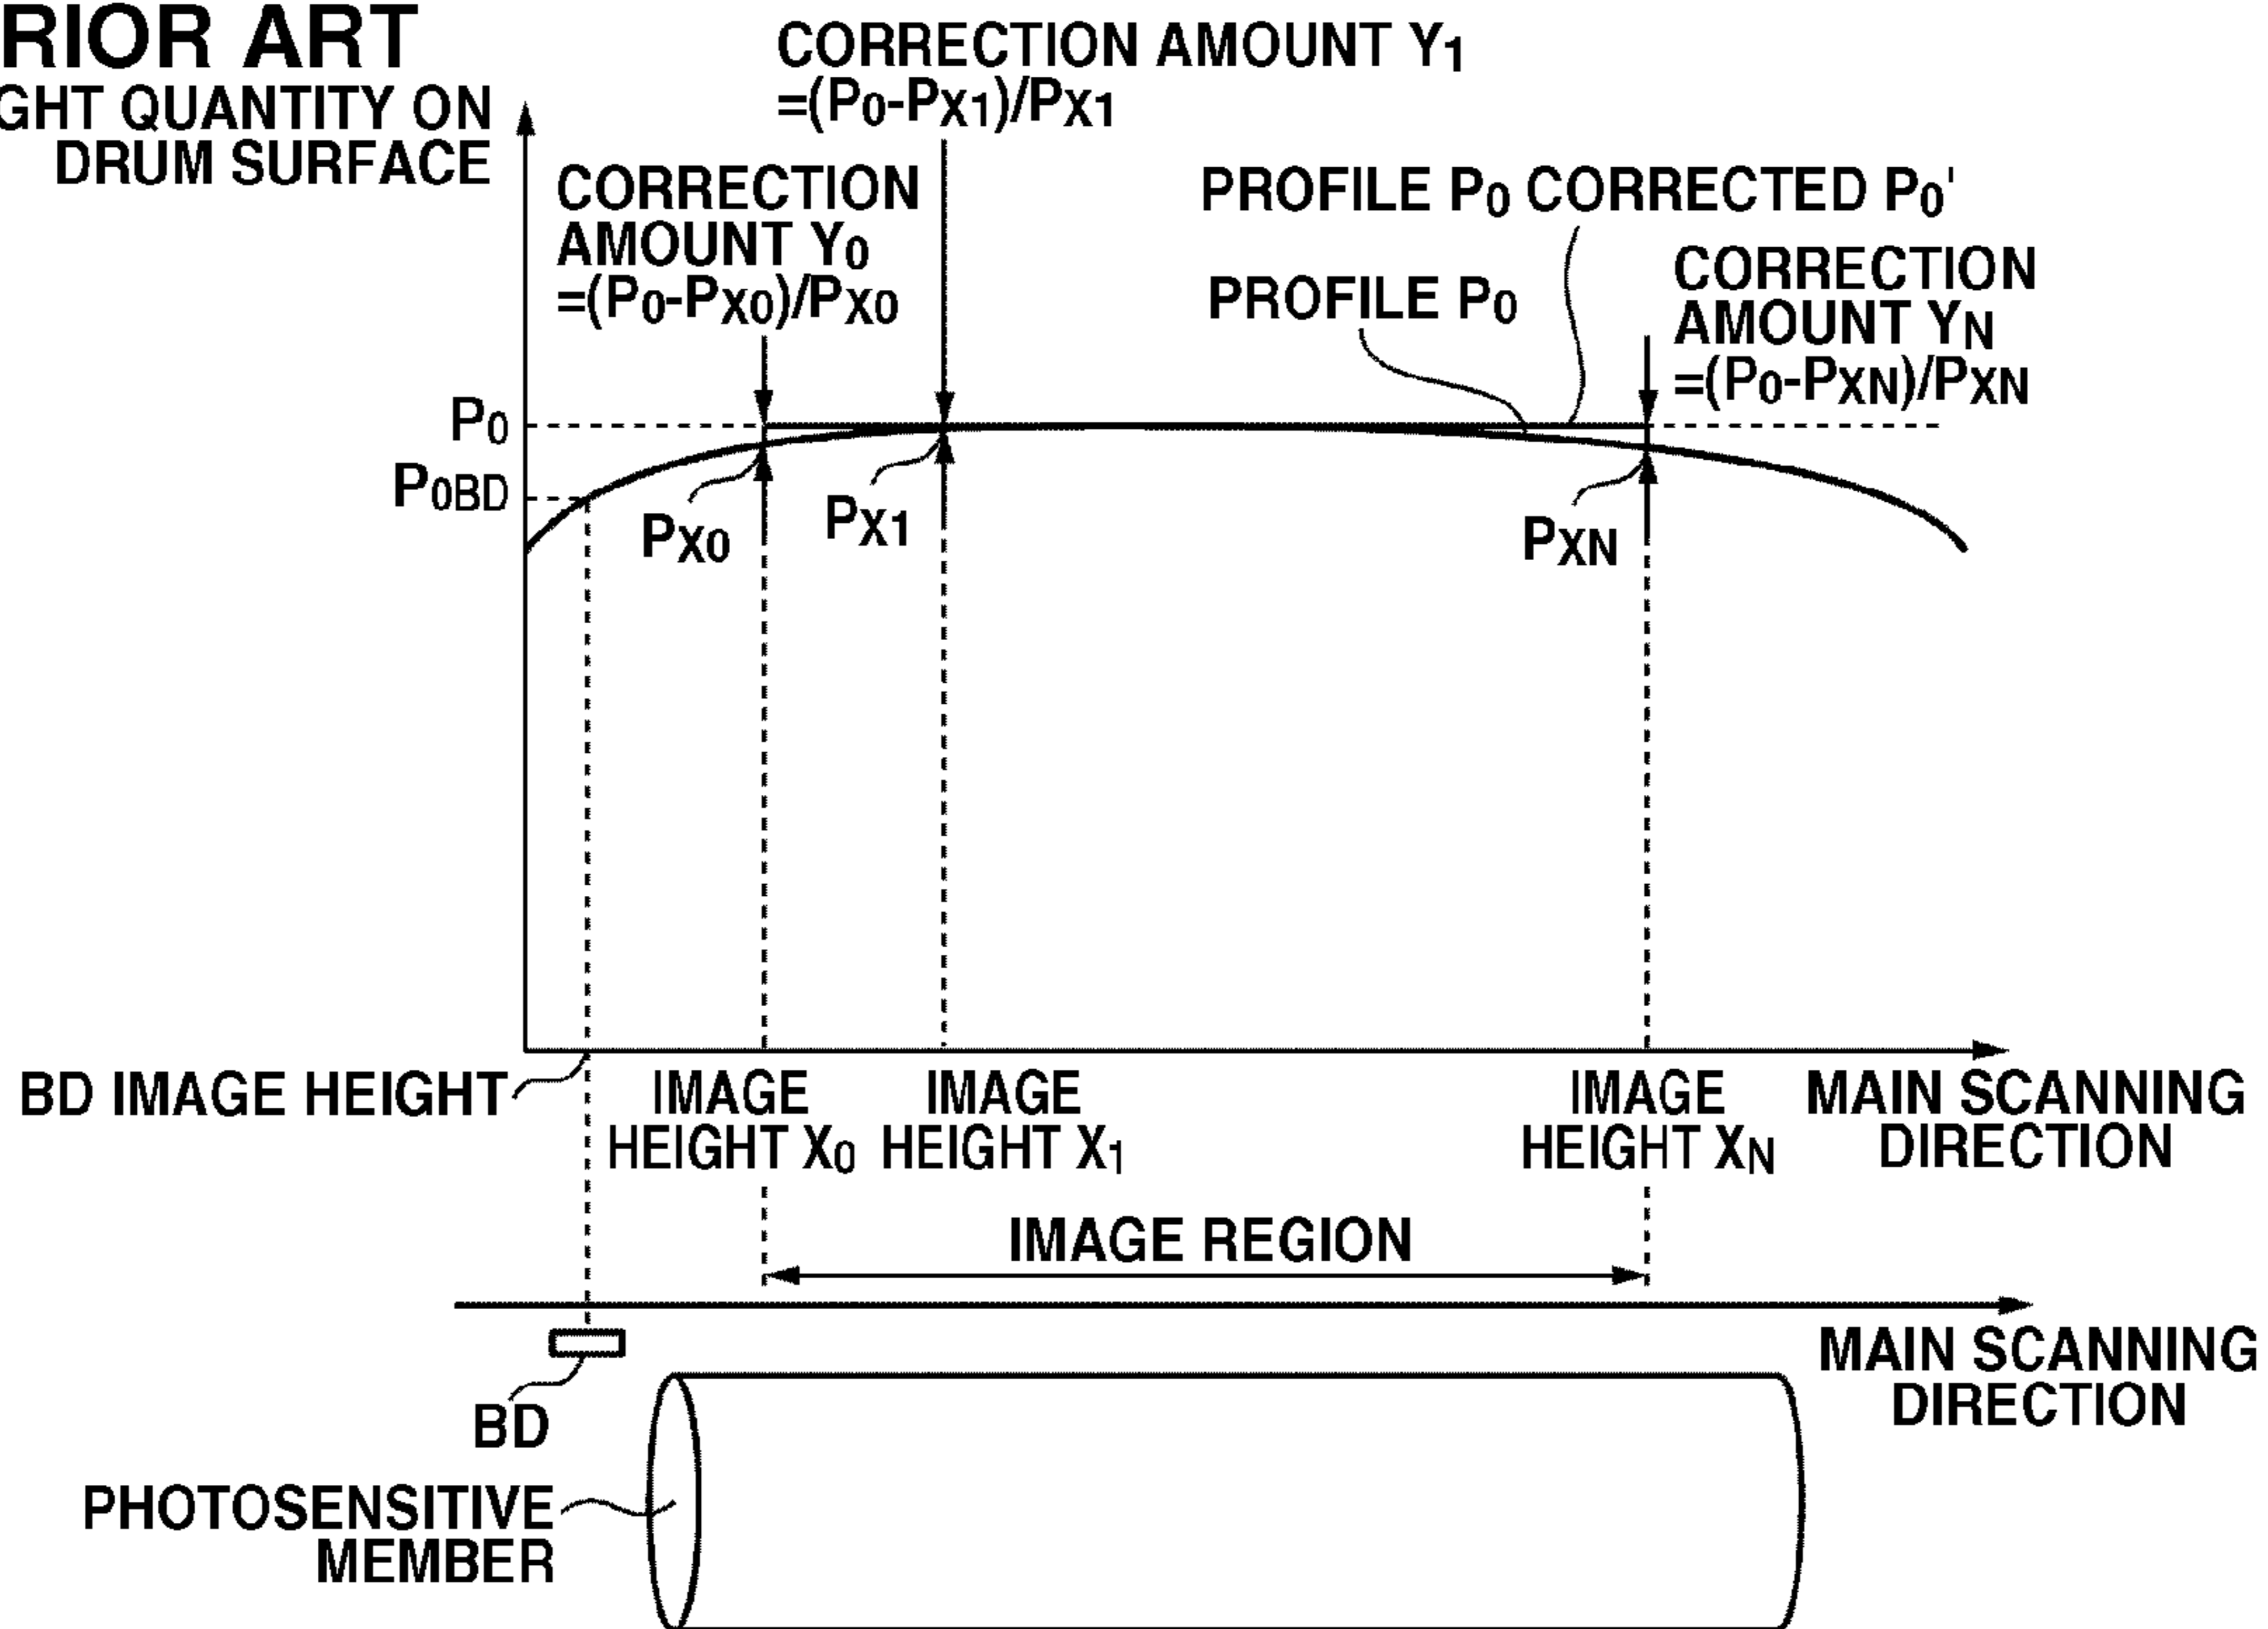 RIOR ART
GHT QUANTITY ON
DRUM SURFACE
CORRECTION AMOUNT Y1
=(P0-PX1)/PX1
CORRECTION
AMOUNT Y0
=(P0-PX0)/PX0
PROFILE P0 CORRECTED P0'
PROFILE P0
CORRECTION
AMOUNT YN
=(P0-PXN)/PXN
P0
P0BD
PX0
PX1
PXN
BD IMAGE HEIGHT
IMAGE
HEIGHT X0
IMAGE
HEIGHT X1
IMAGE
HEIGHT XN
MAIN SCANNING
DIRECTION
IMAGE REGION
MAIN SCANNING
DIRECTION
BD
PHOTOSENSITIVE
MEMBER